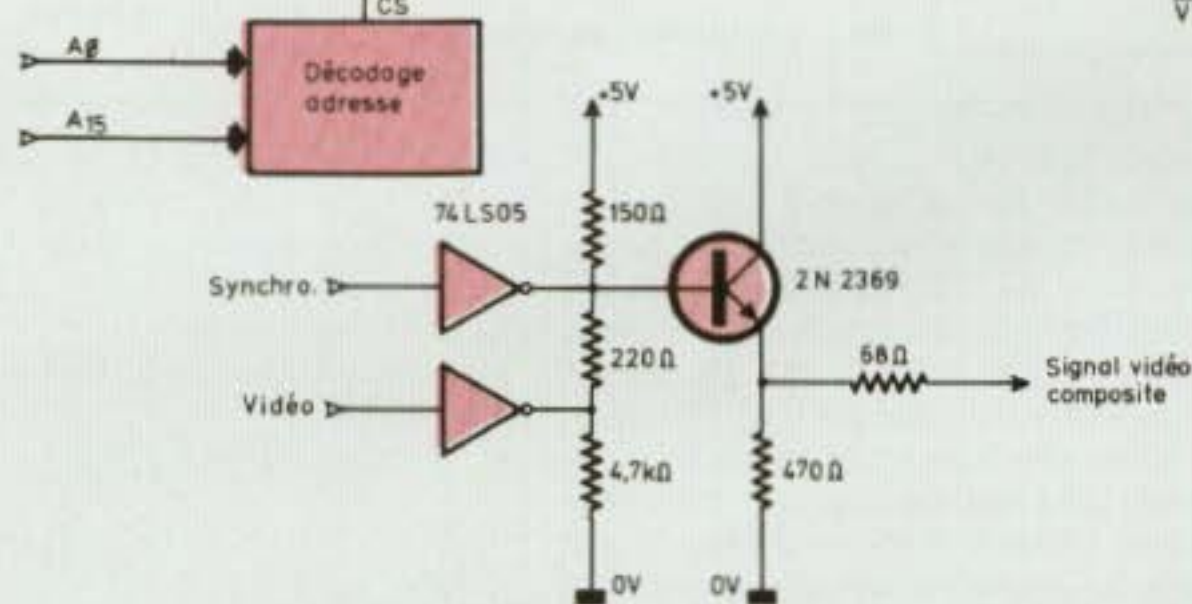 CS
V
AØ
Décodage
adresse
A15
+5V
+5V
74LS05
150Ω
Synchro.
2N 2369
220Ω
68Ω
Signal vidéo
composite
Vidéo
4,7kΩ
470Ω
0V
0V